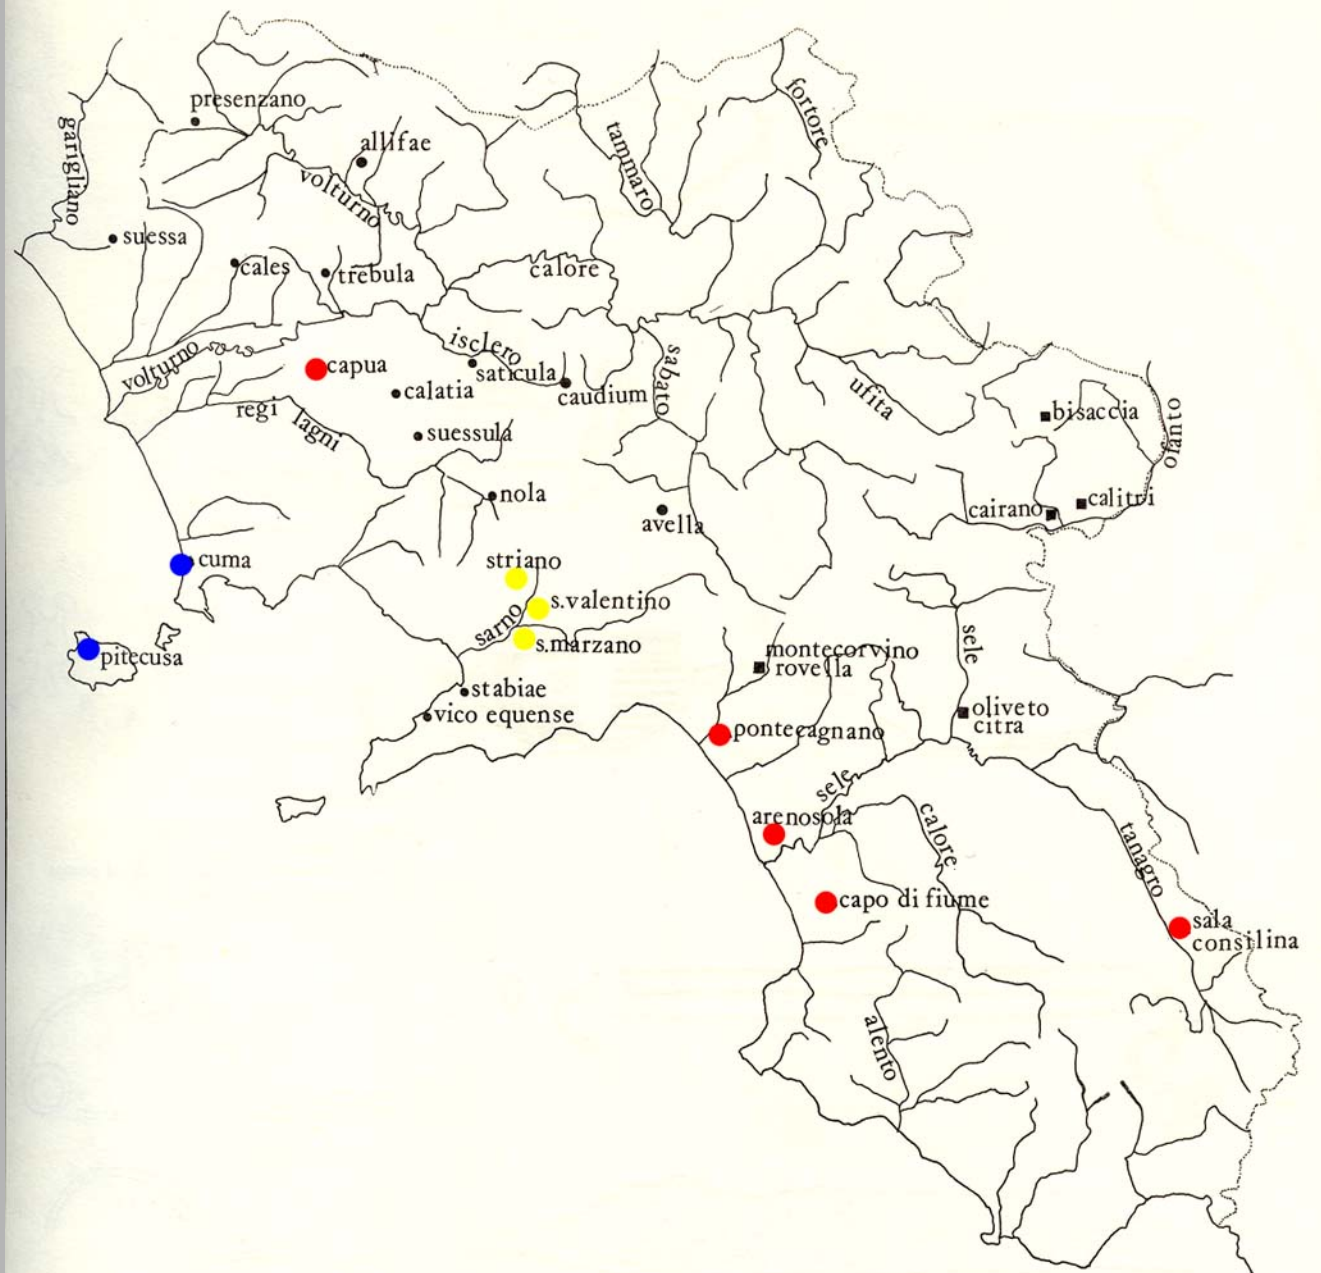 fortore
presenzano
garigliano
tammaro
allifae
volturno
suessa
cales
trebula
calore
volturno
isclero
capua
saticula
sabato
calatia
caudium
ufita
regi lagni
bisaccia
olanto
suessula
nola
calitri
cairano
avella
cuma
striano
s.valentino
sarno
s.marzano
sele
montecorvino
rovella
pitecusa
stabiae
vico equense
oliveto
citra
pontecagnano
sele
arenosola
calore
tanagro
capo di fiume
sala
consilina
alento